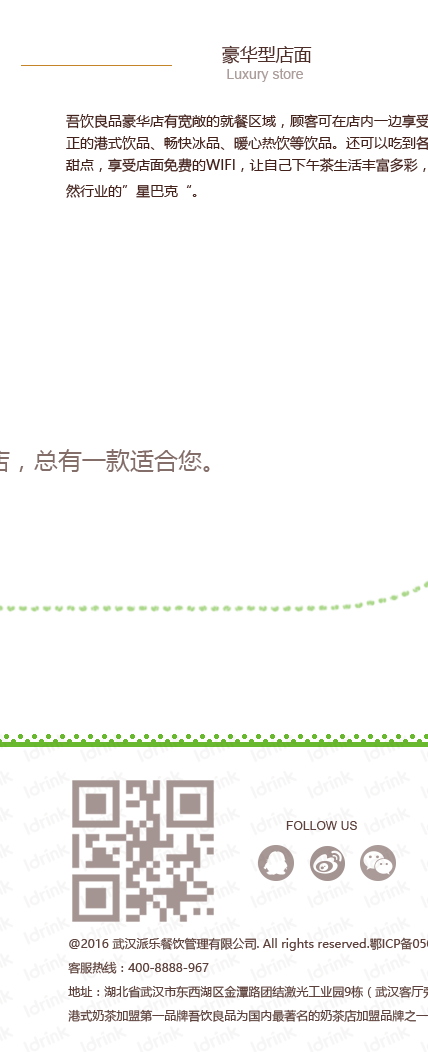 豪华型店面
Luxury store
吾饮良品豪华店有宽敞的就餐区域，顾客可在店内一边享受
正的港式饮品、畅快冰品、暖心热饮等饮品。还可以吃到各
甜点，享受店面免费的WIFI，让自己下午茶生活丰富多彩，
然行业的”星巴克“。
店，总有一款适合您。
Idrink
FOLLOW US
@2016 武汉派乐餐饮管理有限公司. All rights reserved.鄂ICP备050
客服热线：400-8888-967
地址：湖北省武汉市东西湖区金潭路团结激光工业园9栋（武汉客厅旁
港式奶茶加盟第一品牌吾饮良品为国内最著名的奶茶店加盟品牌之一